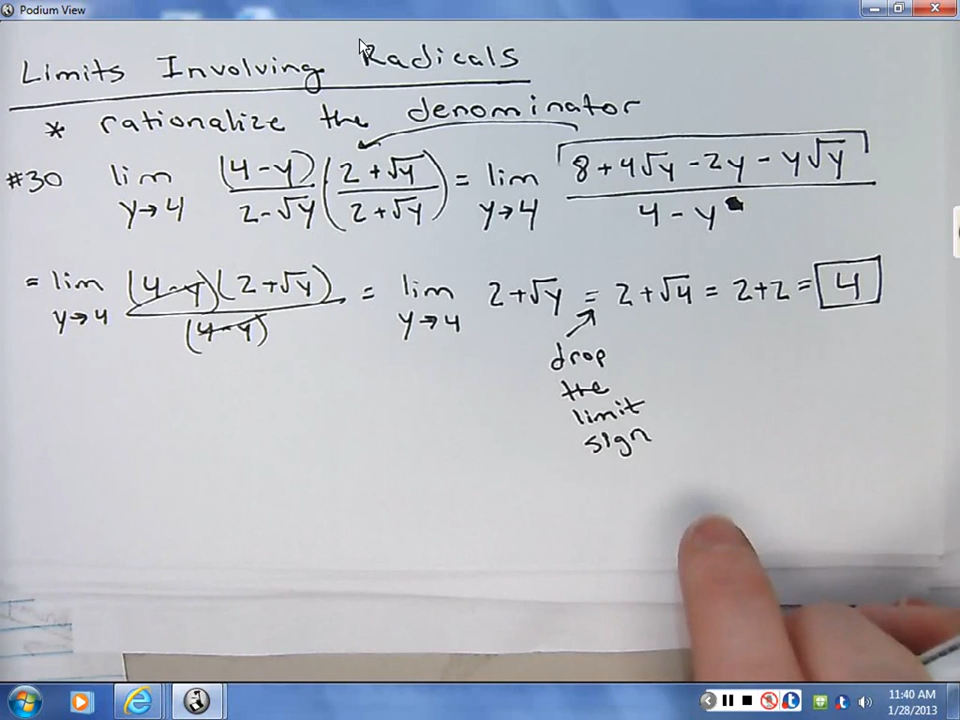 Podium View
Limits Involving Radicals
* rationalize the denominator
#30 lim y→4 (4-y)/(2-√y) ((2+√y)/(2+√y)) = lim y→4 (8+4√y-2y-y√y)/(4-y)
= lim y→4 (4-y)(2+√y)/(4-y) = lim y→4 2+√y = 2+√4 = 2+2 = 4
drop
the
limit
sign
11:40 AM
1/28/2013